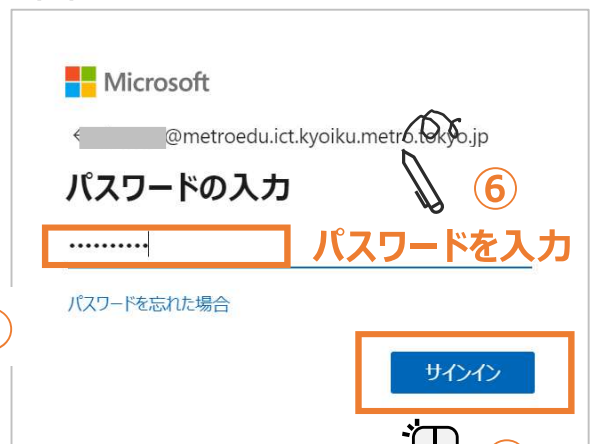 Microsoft
@metroedu.ict.kyoiku.metro.tokyo.jp
パスワードの入力
⑥
パスワードを入力
パスワードを忘れた場合
サインイン